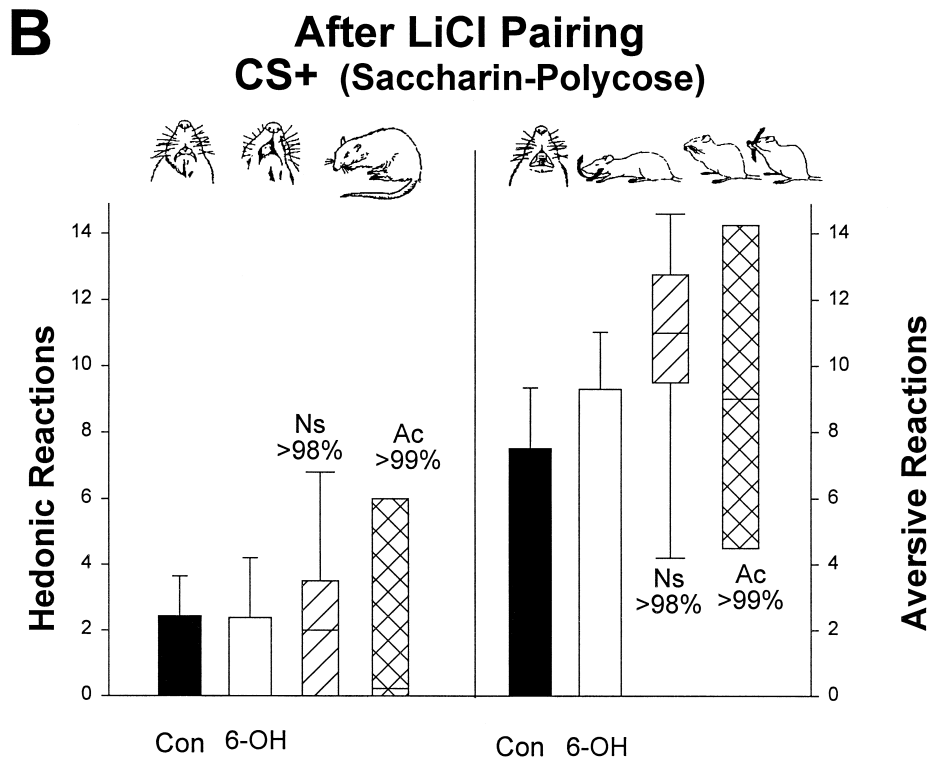 B
After LiCl Pairing
CS+ (Saccharin-Polycose)
Hedonic Reactions
14
12
10
8
6
4
2
0
Ns
>98%
Ac
>99%
Con 6-OH
Ns
>98%
Ac
>99%
Con 6-OH
14
12
10
8
6
4
2
0
Aversive Reactions